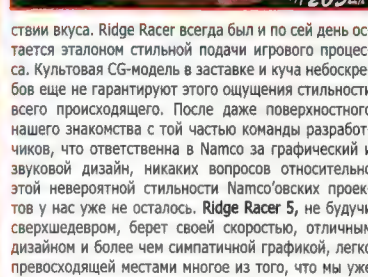 ствии вкуса. Ridge Racer всегда был и по сей день ос
тается эталоном стильной подачи игрового процес
са. Культовая CG-модель в заставке и куча небоскре
бов еще не гарантируют этого ощущения стильности
всего происходящего. После даже поверхностного
нашего знакомства с той частью команды разработ
чиков, что ответственна в Namco за графический и
звуковой дизайн, никаких вопросов относительно
этой невероятной стильности Namco'овских проек
тов у нас уже не осталось. Ridge Racer 5, не будучи
сверхшедевром, берет своей скоростью, отличным
дизайном и более чем симпатичной графикой, легко
превосходящей местами многое из того, что мы уже